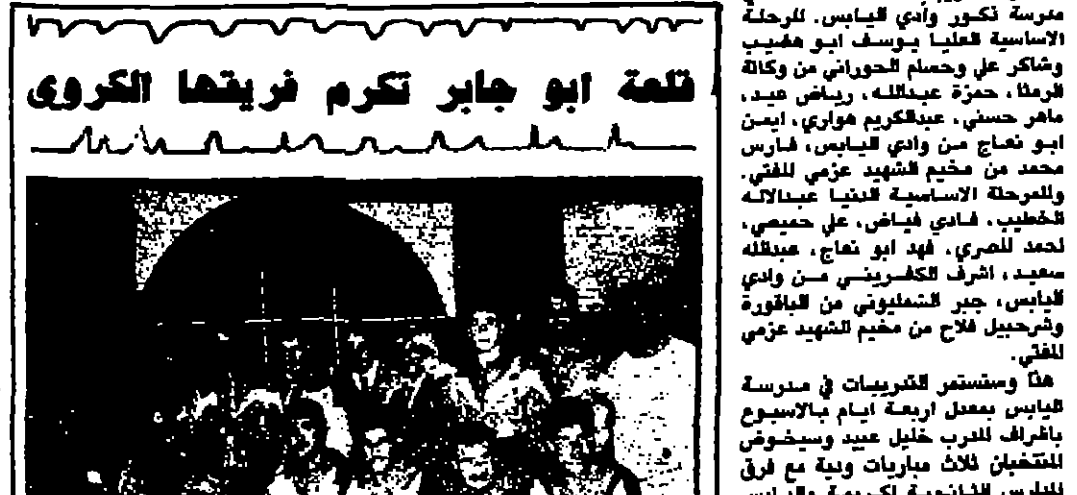 قلعة ابو جابر تكرم فريقها الكروي
مدرسة ذكور وادي اليابس. للرحلة
الاساسية العليا يوسف ابو هضيب
وشاكر علي وحسام الحوراني من وكالة
الرمثا، حمزة عبدالله، رياض عيد،
ماهر حسني، عبدالكريم هواري، ايمن
ابو نعاج من وادي اليابس، فارس
محمد من مخيم الشهيد عزمي المفتي.
وللمرحلة الاساسية الدنيا عبدالاله
الخطيب، فادي فياض، علي حميصي،
احمد المصري، فهد ابو نعاج، عبدالله
سعيد، اشرف الكفريني من وادي
اليابس، جبر الشمليوني من الباقورة
وشرحبيل فلاح من مخيم الشهيد عزمي
المفتي.
هذا وستستمر التدريبات في مدرسة
اليابس بمعدل اربعة ايام بالاسبوع
باشراف المدرب خليل عبيد وسيخوض
المنتخبان ثلاث مباريات ودية مع فرق